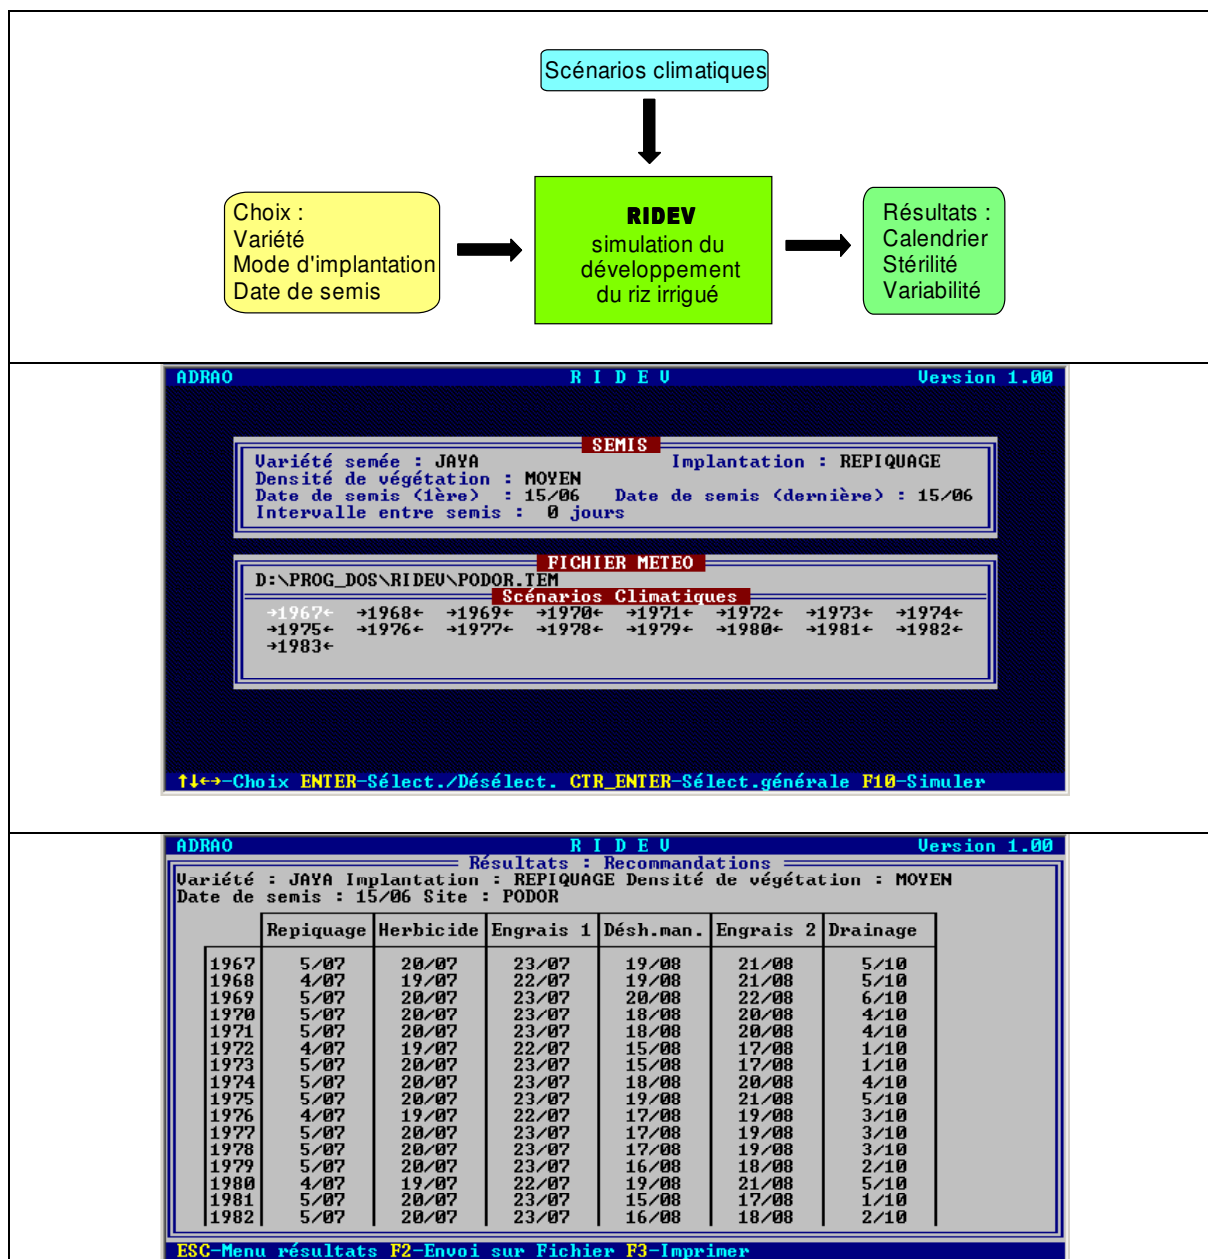 Scénarios climatiques
Choix :
Variété
Mode d'implantation
Date de semis
RIDEV
simulation du
développement
du riz irrigué
Résultats :
Calendrier
Stérilité
Variabilité
ADRAO R I D E V Version 1.00
SEMIS
Variété semée : JAYA Implantation : REPIQUAGE
Densité de végétation : MOYEN
Date de semis (1ère) : 15/06 Date de semis (dernière) : 15/06
Intervalle entre semis : 0 jours
FICHIER METEO
D:\PROG_DOS\RIDEV\PODOR.TEM
Scénarios Climatiques
→1967← →1968← →1969← →1970← →1971← →1972← →1973← →1974←
→1975← →1976← →1977← →1978← →1979← →1980← →1981← →1982←
→1983←
↑↓←→-Choix ENTER-Sélect./Désélect. CTR_ENTER-Sélect.générale F10-Simuler
ADRAO R I D E V Version 1.00
Résultats : Recommandations
Variété : JAYA Implantation : REPIQUAGE Densité de végétation : MOYEN
Date de semis : 15/06 Site : PODOR
Repiquage Herbicide Engrais 1 Désh.man. Engrais 2 Drainage
1967 5/07 20/07 23/07 19/08 21/08 5/10
1968 4/07 19/07 22/07 19/08 21/08 5/10
1969 5/07 20/07 23/07 20/08 22/08 6/10
1970 5/07 20/07 23/07 18/08 20/08 4/10
1971 5/07 20/07 23/07 18/08 20/08 4/10
1972 4/07 19/07 22/07 15/08 17/08 1/10
1973 5/07 20/07 23/07 15/08 17/08 1/10
1974 5/07 20/07 23/07 18/08 20/08 4/10
1975 5/07 20/07 23/07 19/08 21/08 5/10
1976 4/07 19/07 22/07 17/08 19/08 3/10
1977 5/07 20/07 23/07 17/08 19/08 3/10
1978 5/07 20/07 23/07 17/08 19/08 3/10
1979 5/07 20/07 23/07 16/08 18/08 2/10
1980 4/07 19/07 22/07 19/08 21/08 5/10
1981 5/07 20/07 23/07 15/08 17/08 1/10
1982 5/07 20/07 23/07 16/08 18/08 2/10
ESC-Menu résultats F2-Envoi sur Fichier F3-Imprimer